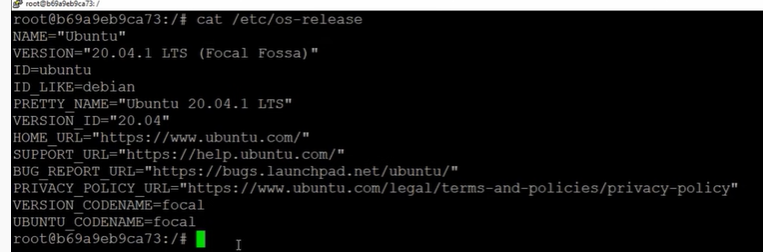 root@b69a9eb9ca73: /
root@b69a9eb9ca73:/# cat /etc/os-release
NAME="Ubuntu"
VERSION="20.04.1 LTS (Focal Fossa)"
ID=ubuntu
ID_LIKE=debian
PRETTY_NAME="Ubuntu 20.04.1 LTS"
VERSION_ID="20.04"
HOME_URL="https://www.ubuntu.com/"
SUPPORT_URL="https://help.ubuntu.com/"
BUG_REPORT_URL="https://bugs.launchpad.net/ubuntu/"
PRIVACY_POLICY_URL="https://www.ubuntu.com/legal/terms-and-policies/privacy-policy"
VERSION_CODENAME=focal
UBUNTU_CODENAME=focal
root@b69a9eb9ca73:/#